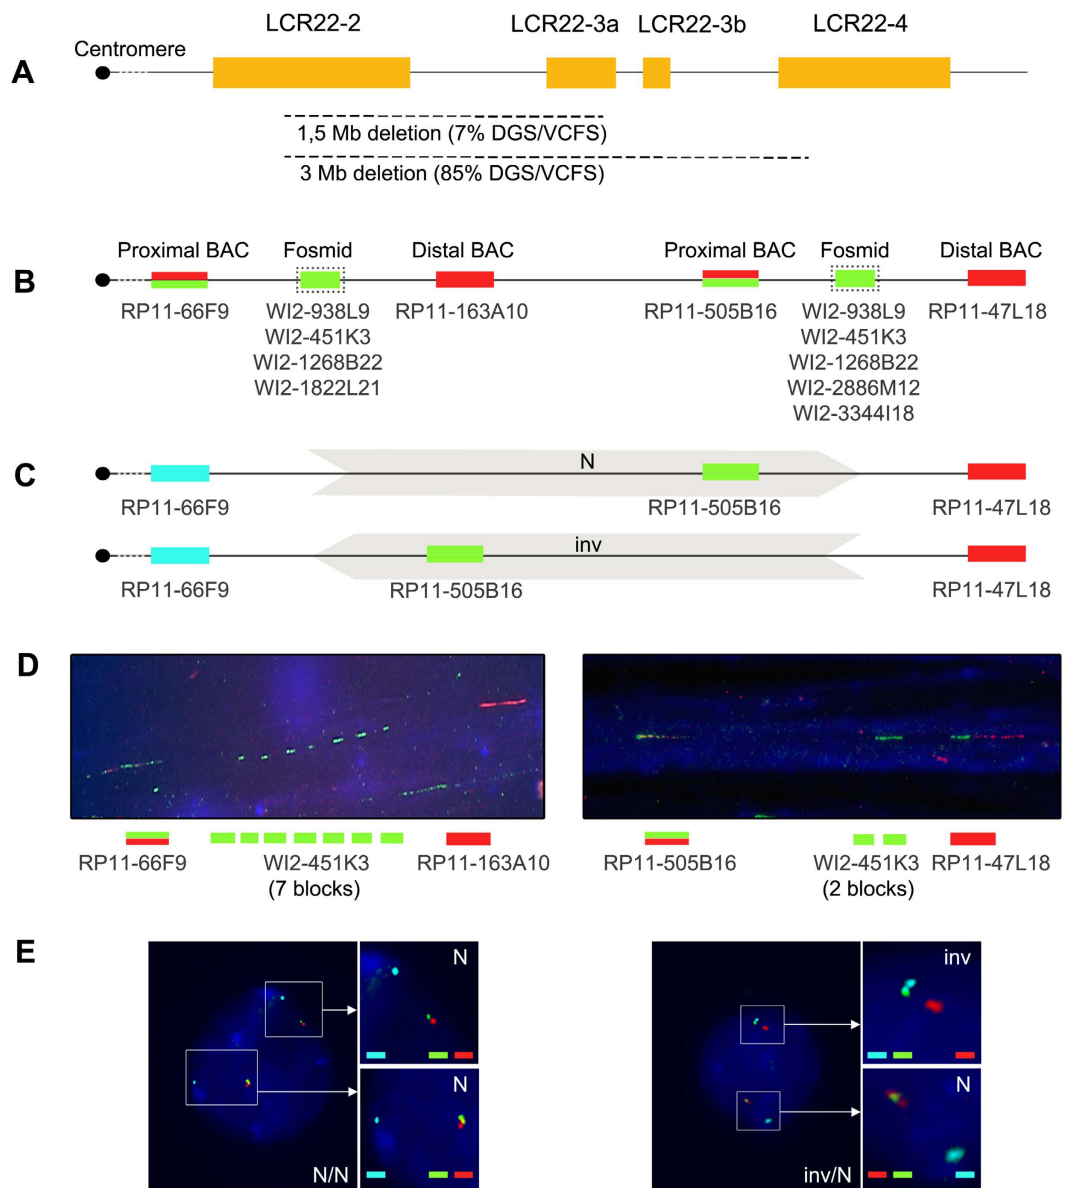 LCR22-2 LCR22-3a LCR22-3b LCR22-4
Centromere
A
1,5 Mb deletion (7% DGS/VCFS)
3 Mb deletion (85% DGS/VCFS)
Proximal BAC Fosmid Distal BAC Proximal BAC Fosmid Distal BAC
B
RP11-66F9 WI2-938L9 RP11-163A10 RP11-505B16 WI2-938L9 RP11-47L18
WI2-451K3 WI2-451K3
WI2-1268B22 WI2-1268B22
WI2-1822L21 WI2-2886M12
WI2-3344I18
C
N
RP11-66F9 RP11-505B16 RP11-47L18
inv
RP11-66F9 RP11-505B16 RP11-47L18
D
RP11-66F9 WI2-451K3 RP11-163A10 RP11-505B16 WI2-451K3 RP11-47L18
(7 blocks) (2 blocks)
E
N inv
N N
N/N inv/N